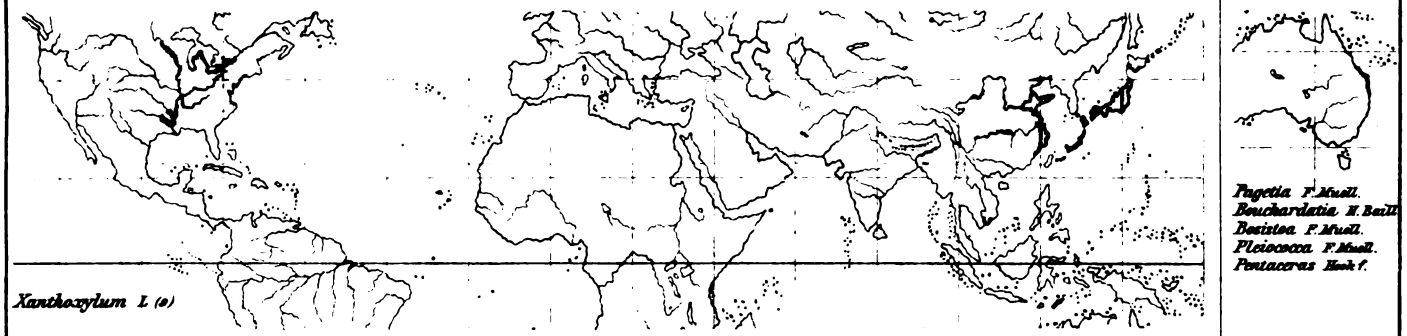 Xanthoxylum L. (s)
Pagetia F. Muell.
Bouchardatia H. Baill
Bosistoa F. Muell.
Pleiococca F. Muell.
Pentaceras Hook f.